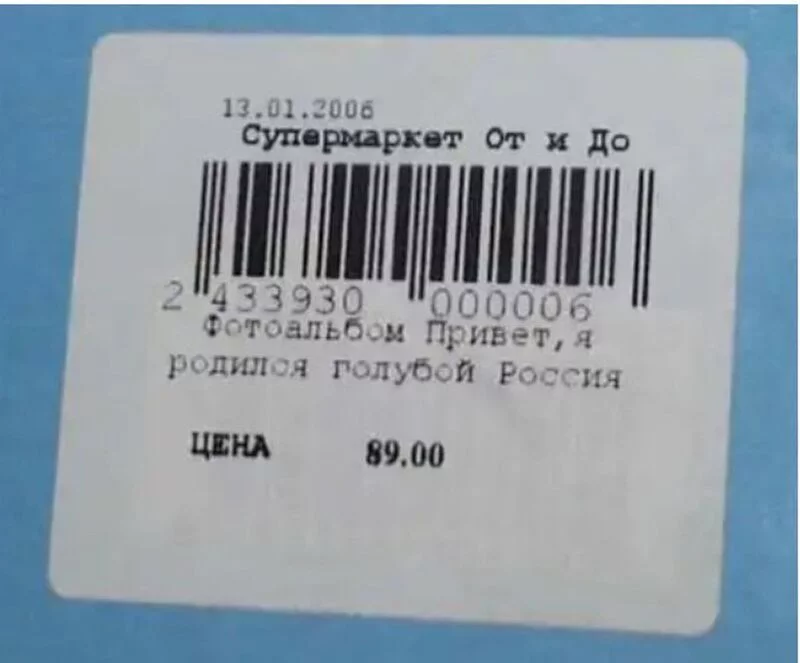 13.01.2006
Супермаркет От и До
2 433930 000006
Фотоальбом Привет,я
родился голубой Россия
ЦЕНА 89.00